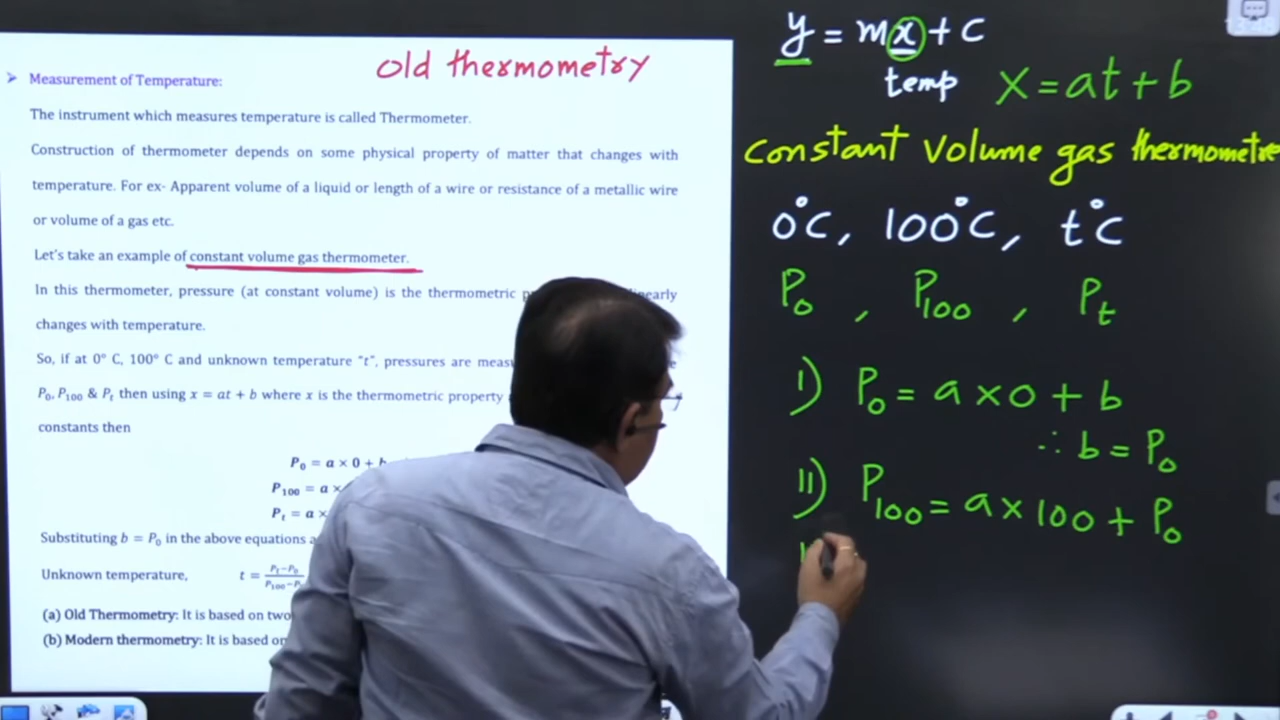 old thermometry
➢ Measurement of Temperature:
The instrument which measures temperature is called Thermometer.
Construction of thermometer depends on some physical property of matter that changes with
temperature. For ex- Apparent volume of a liquid or length of a wire or resistance of a metallic wire
or volume of a gas etc.
Let's take an example of constant volume gas thermometer.
In this thermometer, pressure (at constant volume) is the thermometric
changes with temperature.
So, if at 0° C, 100° C and unknown temperature "t", pressures are
P₀, P₁₀₀ & Pₜ then using x = at + b where x is the thermometric property
constants then
P₀ = a × 0 +
P₁₀₀ = a ×
Pₜ = a ×
Substituting b = P₀ in the above equations
Unknown temperature, t =
(a) Old Thermometry: It is based on two
(b) Modern thermometry: It is based on
y = mx + c
temp X = at + b
constant volume gas thermometre
0°C, 100°C, t°C
P₀, P₁₀₀, Pₜ
I) P₀ = a × 0 + b
∴ b = P₀
II) P₁₀₀ = a × 100 + P₀